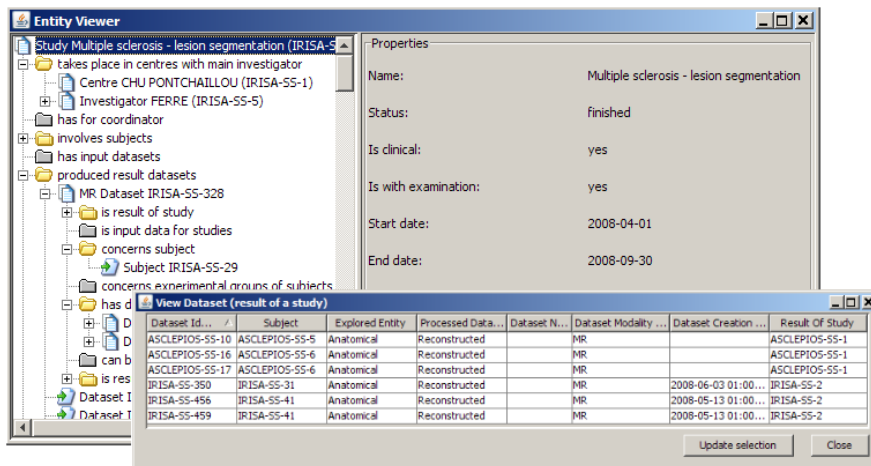 Entity Viewer
Study Multiple sclerosis - lesion segmentation (IRISA-S
takes place in centres with main investigator
Centre CHU PONTCHAILLOU (IRISA-SS-1)
Investigator FERRE (IRISA-SS-5)
has for coordinator
involves subjects
has input datasets
produced result datasets
MR Dataset IRISA-SS-328
is result of study
is input data for studies
concerns subject
Subject IRISA-SS-29
concerns experimental groups of subjects
has d
D
D
can b
is res
Dataset I
Dataset I
Properties
Name: Multiple sclerosis - lesion segmentation
Status: finished
Is clinical: yes
Is with examination: yes
Start date: 2008-04-01
End date: 2008-09-30
View Dataset (result of a study)
Dataset Id... Subject Explored Entity Processed Data... Dataset N... Dataset Modality ... Dataset Creation ... Result Of Study
ASCLEPIOS-SS-10 ASCLEPIOS-SS-5 Anatomical Reconstructed MR ASCLEPIOS-SS-1
ASCLEPIOS-SS-16 ASCLEPIOS-SS-6 Anatomical Reconstructed MR ASCLEPIOS-SS-1
ASCLEPIOS-SS-17 ASCLEPIOS-SS-6 Anatomical Reconstructed MR ASCLEPIOS-SS-1
IRISA-SS-350 IRISA-SS-31 Anatomical Reconstructed MR 2008-06-03 01:00... IRISA-SS-2
IRISA-SS-456 IRISA-SS-41 Anatomical Reconstructed MR 2008-05-13 01:00... IRISA-SS-2
IRISA-SS-459 IRISA-SS-41 Anatomical Reconstructed MR 2008-05-13 01:00... IRISA-SS-2
Update selection Close